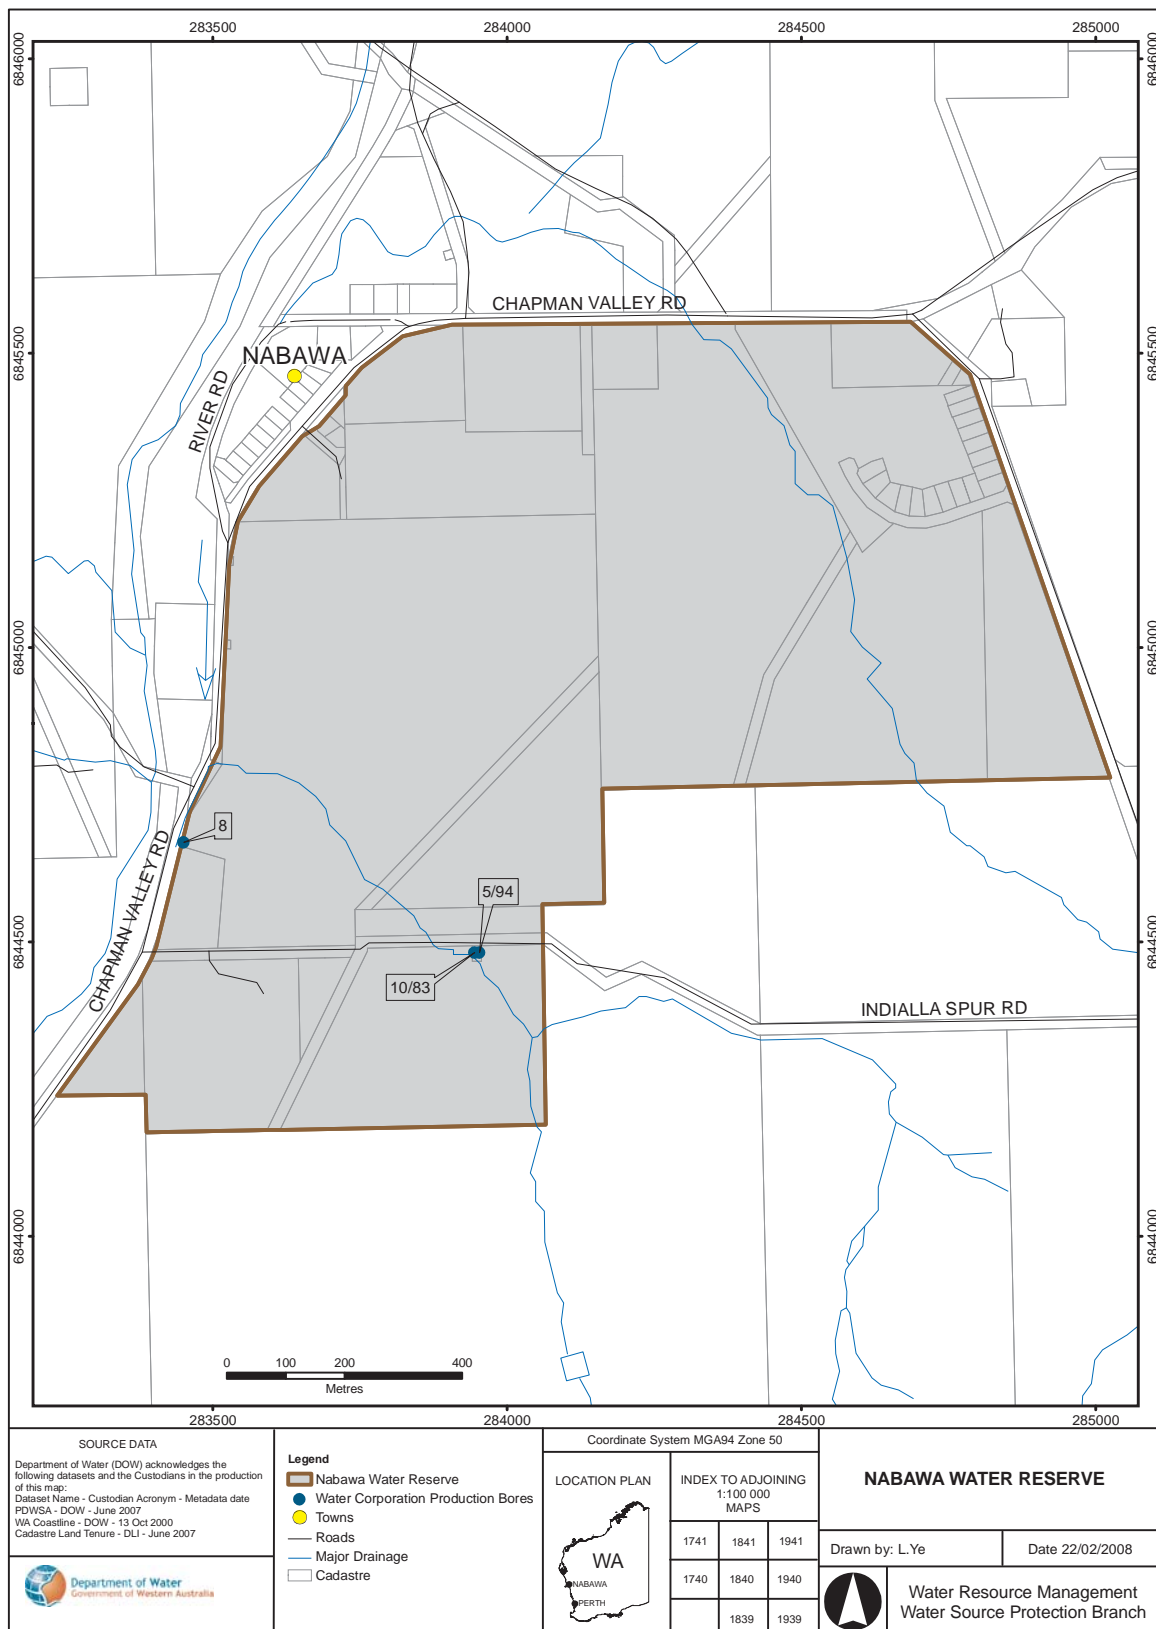 283500
284000
284500
285000
6846000
6846000
CHAPMAN VALLEY RD
NABAWA
6845500
6845500
RIVER RD
6845000
6845000
8
CHAPMAN VALLEY RD
5/94
6844500
6844500
10/83
INDIALLA SPUR RD
6844000
6844000
0 100 200 400
Metres
283500
284000
284500
285000
SOURCE DATA
Department of Water (DOW) acknowledges the
following datasets and the Custodians in the production
of this map:
Dataset Name - Custodian Acronym - Metadata date
PDWSA - DOW - June 2007
WA Coastline - DOW - 13 Oct 2000
Cadastre Land Tenure - DLI - June 2007
Department of Water
Government of Western Australia
Legend
Nabawa Water Reserve
Water Corporation Production Bores
Towns
Roads
Major Drainage
Cadastre
Coordinate System MGA94 Zone 50
LOCATION PLAN
WA
NABAWA
PERTH
INDEX TO ADJOINING
1:100 000
MAPS
1741 1841 1941
1740 1840 1940
1839 1939
NABAWA WATER RESERVE
Drawn by: L.Ye
Date 22/02/2008
Water Resource Management
Water Source Protection Branch